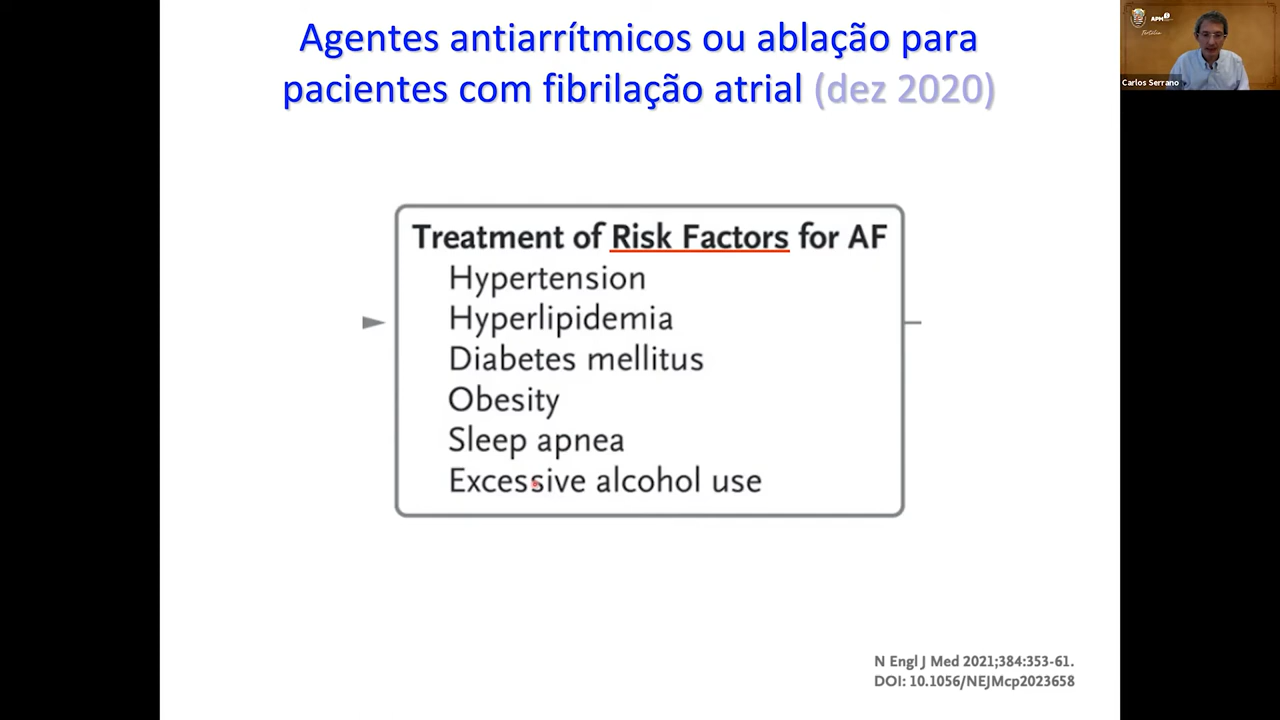 Agentes antiarrítmicos ou ablação para
pacientes com fibrilação atrial (dez 2020)
APM
Carlos Serrano
Treatment of Risk Factors for AF
Hypertension
Hyperlipidemia
Diabetes mellitus
Obesity
Sleep apnea
Excessive alcohol use
N Engl J Med 2021;384:353-61.
DOI: 10.1056/NEJMcp2023658